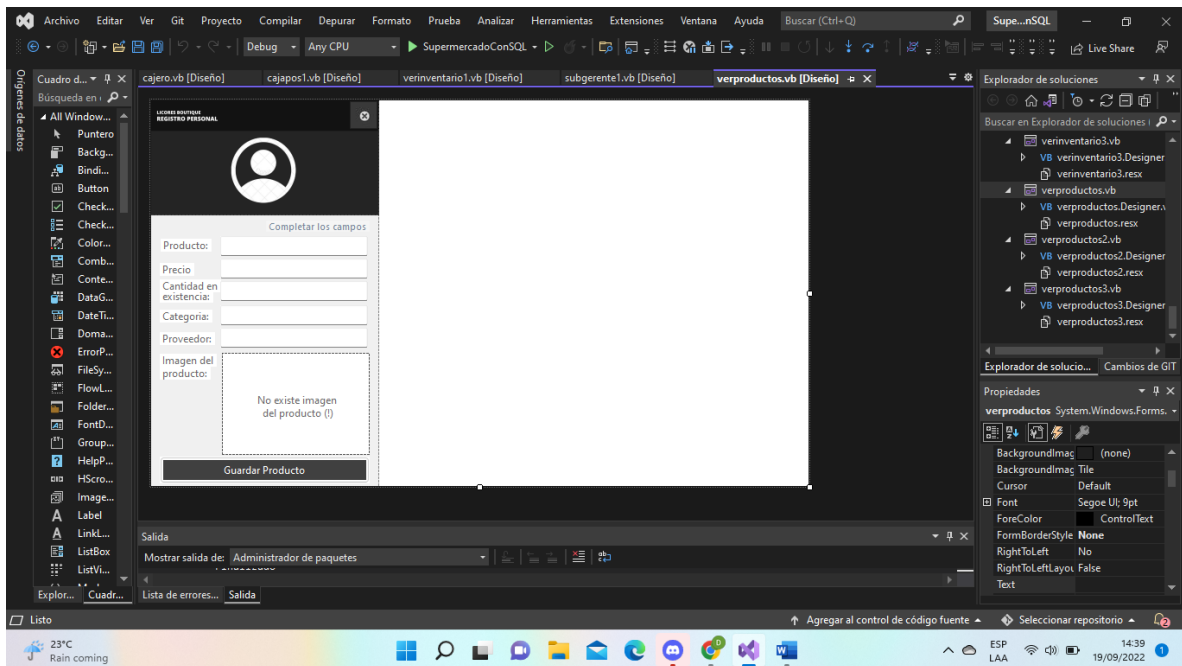 Archivo Editar Ver Git Proyecto Compilar Depurar Formato Prueba Analizar Herramientas Extensiones Ventana Ayuda Buscar (Ctrl+Q) Supe...nSQL
Debug Any CPU SupermercadoConSQL Live Share
Orígenes de datos
Cuadro d...
Búsqueda en
All Window...
Puntero
Backg...
Bindi...
Button
Check...
Check...
Color...
Comb...
Conte...
DataG...
DateTi...
Doma...
ErrorP...
FileSy...
FlowL...
Folder...
FontD...
Group...
HelpP...
HScro...
Image...
Label
LinkL...
ListBox
ListVi...
Explor... Cuadr...
cajero.vb [Diseño] cajapos1.vb [Diseño] verinventario1.vb [Diseño] subgerente1.vb [Diseño] verproductos.vb [Diseño]
LICORES BOUTIQUE
REGISTRO PERSONAL
Completar los campos
Producto:
Precio
Cantidad en
existencia:
Categoria:
Proveedor:
Imagen del
producto:
No existe imagen
del producto (!)
Guardar Producto
Salida
Mostrar salida de: Administrador de paquetes
Lista de errores... Salida
Explorador de soluciones
Buscar en Explorador de soluciones
verinventario3.vb
VB verinventario3.Designer
verinventario3.resx
verproductos.vb
VB verproductos.Designer.v
verproductos.resx
verproductos2.vb
VB verproductos2.Designer
verproductos2.resx
verproductos3.vb
VB verproductos3.Designer
verproductos3.resx
Explorador de solucio... Cambios de GIT
Propiedades
verproductos System.Windows.Forms.
BackgroundImag (none)
BackgroundImag Tile
Cursor Default
Font Segoe UI; 9pt
ForeColor ControlText
FormBorderStyle None
RightToLeft No
RightToLeftLayou False
Text
Listo Agregar al control de código fuente Seleccionar repositorio 2
23°C
Rain coming
ESP
LAA
14:39
19/09/2022
1